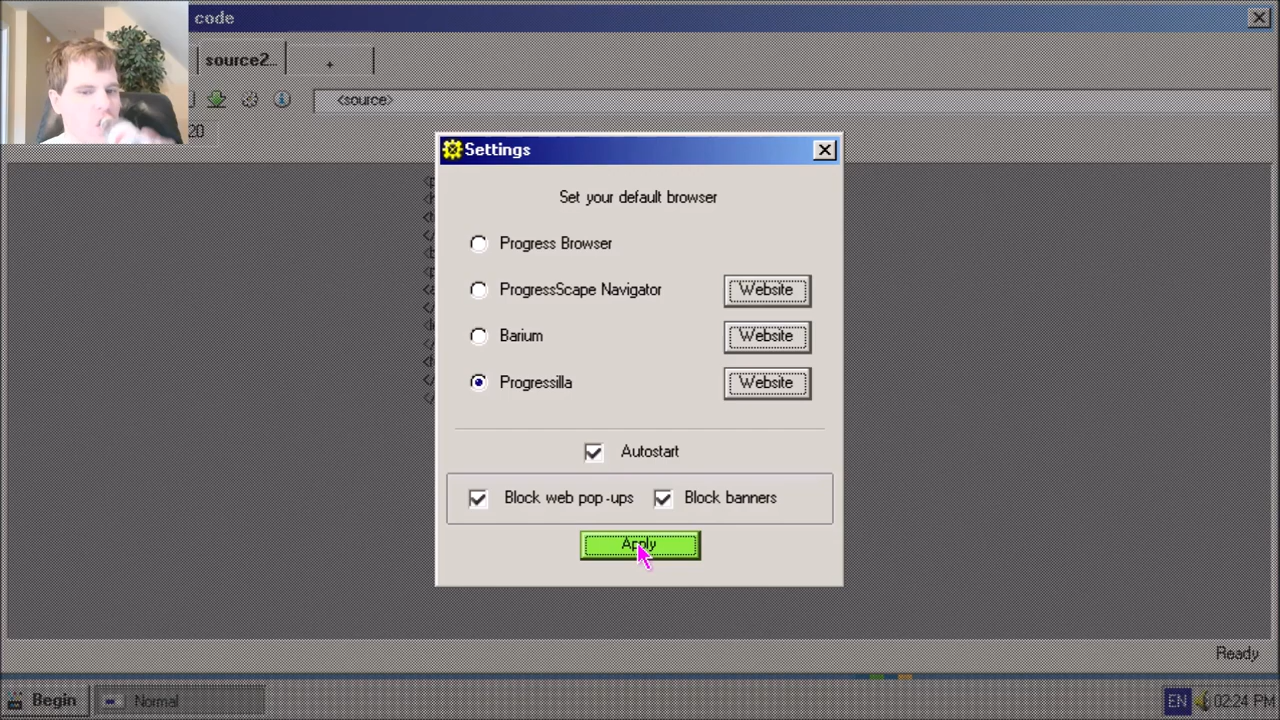 code
source2...
+
<source>
20
Settings
Set your default browser
Progress Browser
ProgressScape Navigator
Website
Barium
Website
Progressilla
Website
Autostart
Block web pop-ups
Block banners
Apply
Ready
Begin
Normal
EN
02:24 PM